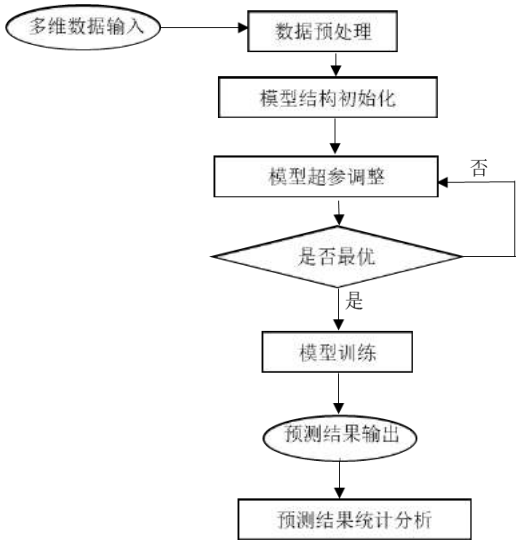 多维数据输入
数据预处理
模型结构初始化
模型超参调整
否
是否最优
是
模型训练
预测结果输出
预测结果统计分析